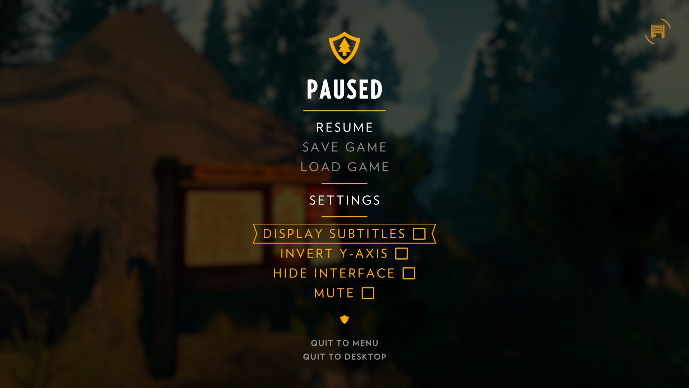 PAUSED
RESUME
SAVE GAME
LOAD GAME
SETTINGS
DISPLAY SUBTITLES
INVERT Y-AXIS
HIDE INTERFACE
MUTE
QUIT TO MENU
QUIT TO DESKTOP